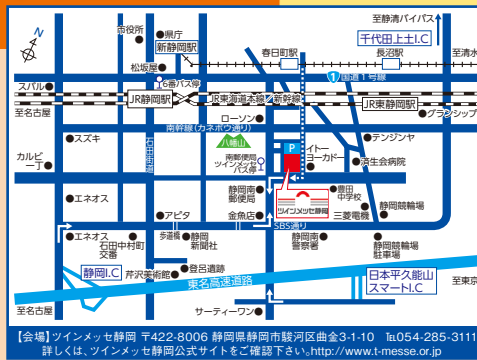 至静清バイパス
市役所
県庁
新静岡駅
千代田上土I.C
N
春日町駅
長沼駅
至清水
松坂屋
1 国道1号線
スバル
6番バス停
JR静岡駅
JR東海道本線/新幹線
JR東静岡駅
至名古屋
ローソン
グランシップ
スズキ
南幹線(カネボウ通り)
テンジンヤ
八幡山
P
イトーヨーカドー
カルビー丁
石田街道
南郵便局
ツインメッセ
バス停
済生会病院
エネオス
静岡南
郵便局
豊田
中学校
ツインメッセ静岡
アピタ
金魚店
三菱電機
静岡競輪場
SBS通り
エネオス
石田中村町
交番
歩道橋
静岡
新聞社
静岡南
警察署
静岡競輪場
駐車場
静岡I.C
芹沢美術館
登呂遺跡
東名高速道路
日本平久能山
スマートI.C
至東京
至名古屋
サーティーワン
【会場】ツインメッセ静岡 〒422-8006 静岡県静岡市駿河区曲金3-1-10 ℡054-285-3111
詳しくは、ツインメッセ静岡公式サイトをご確認下さい。http://www.t-messe.or.jp